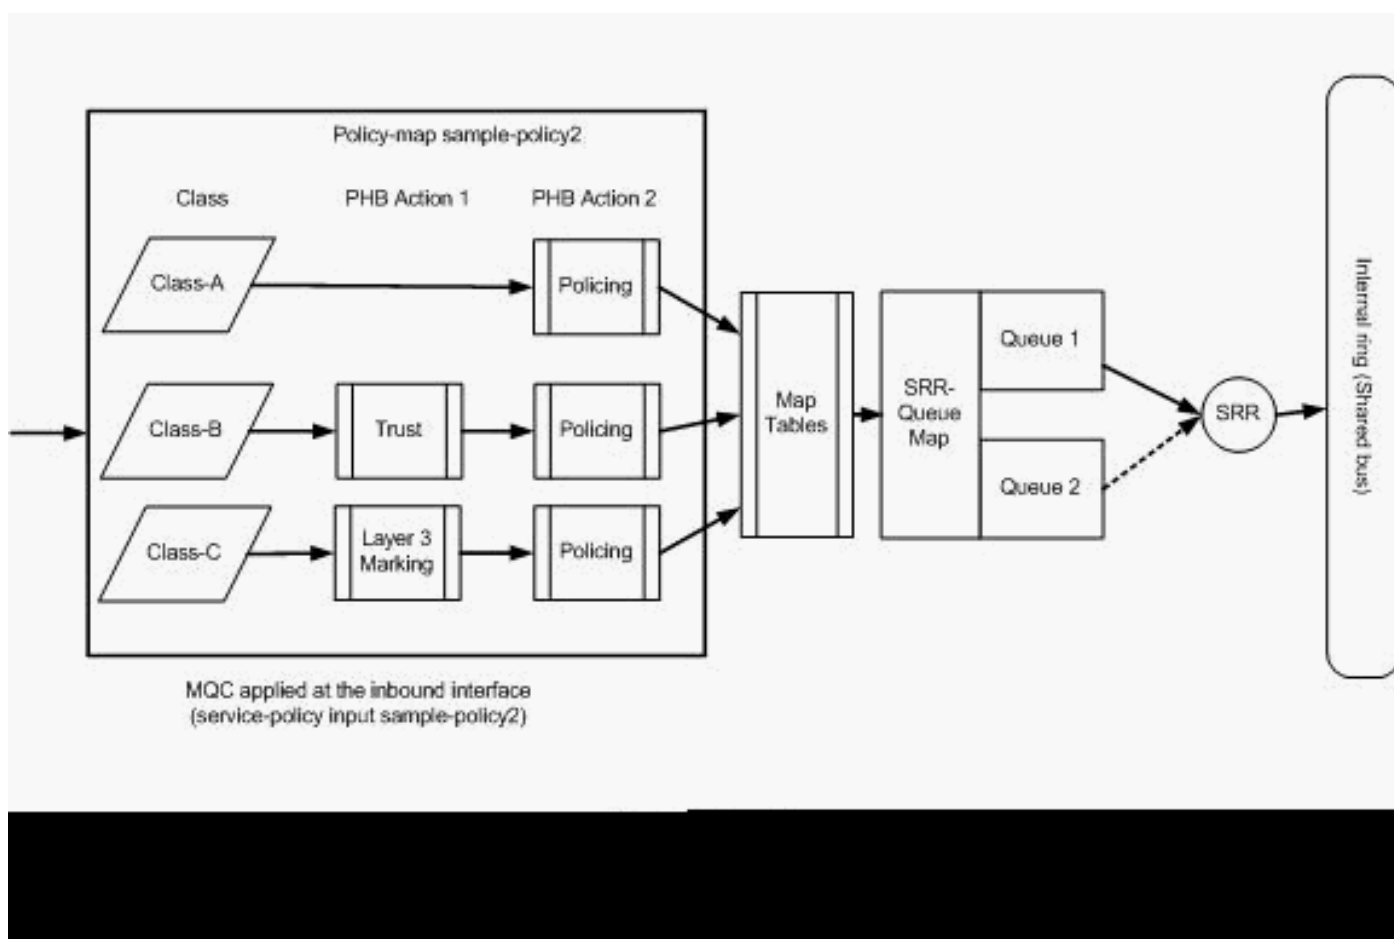 Policy-map sample-policy2
Class
PHB Action 1
PHB Action 2
Class-A
Policing
Class-B
Trust
Policing
Class-C
Layer 3
Marking
Policing
Map
Tables
SRR-
Queue
Map
Queue 1
Queue 2
SRR
Internal ring (Shared bus)
MQC applied at the inbound interface
(service-policy input sample-policy2)